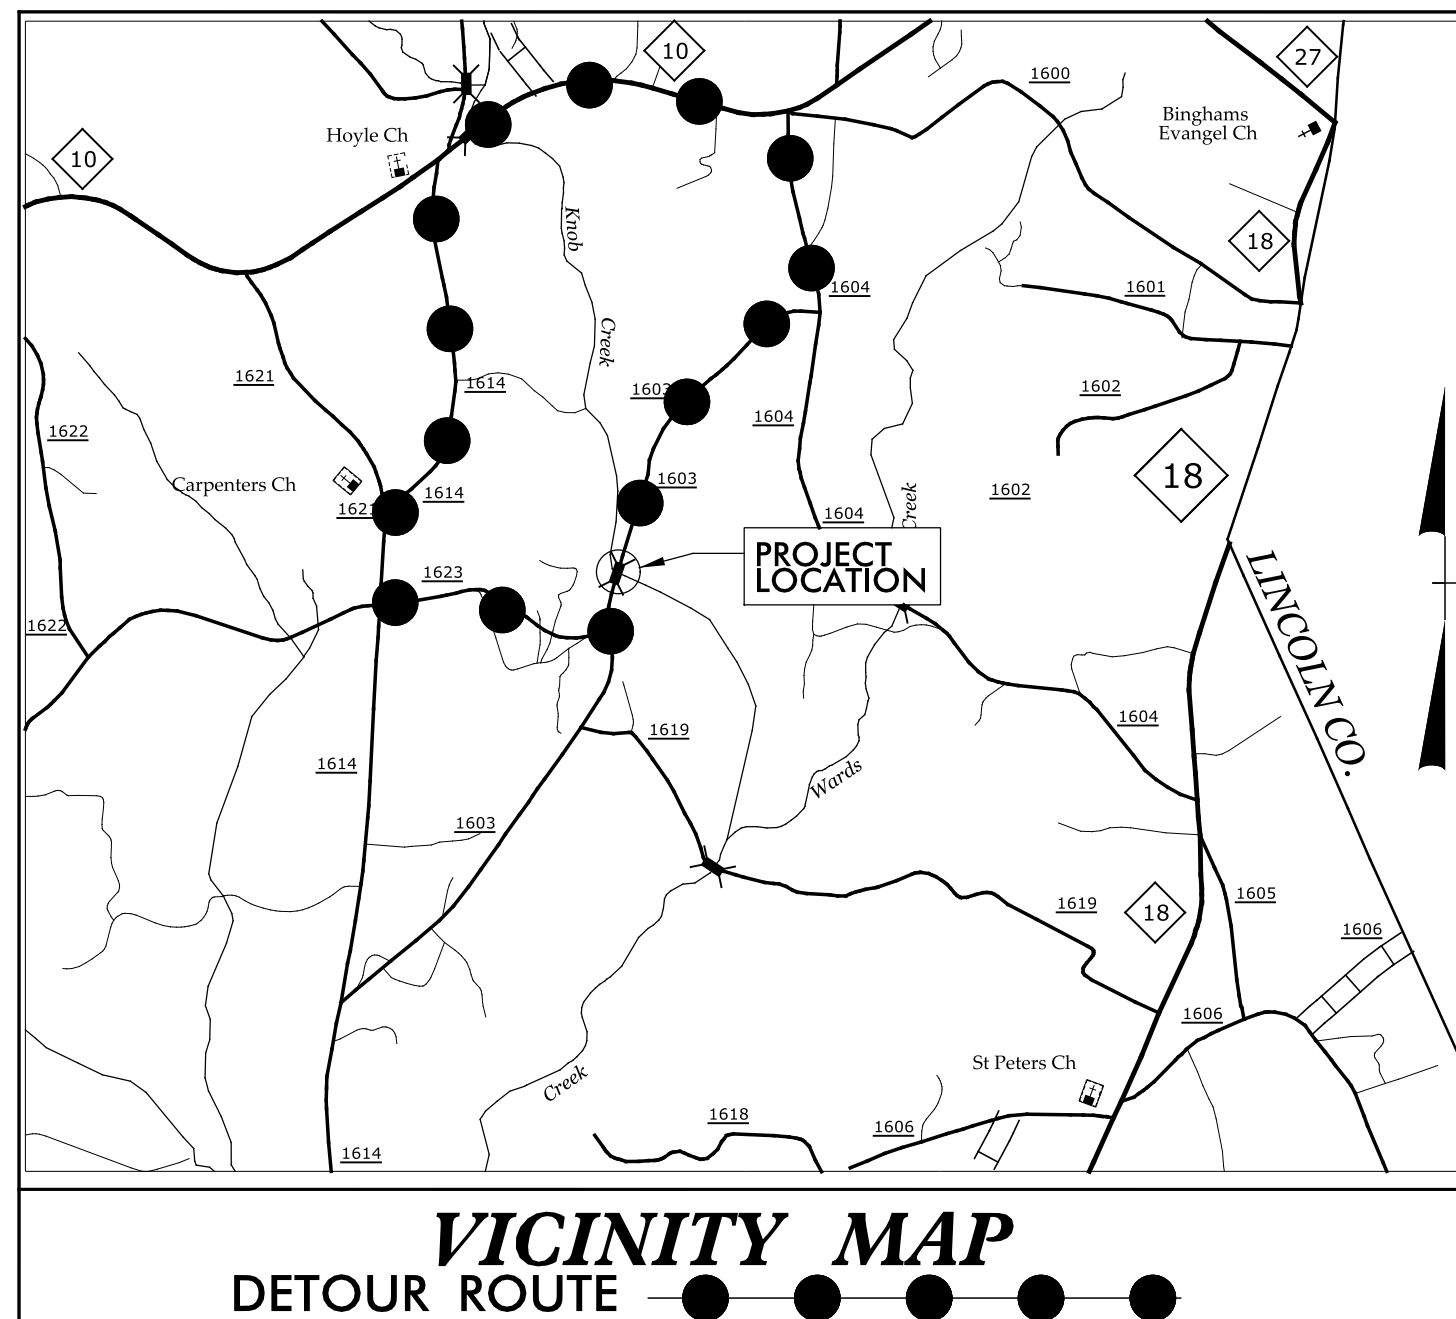 10
27
1600
Binghams
Evangel Ch
Hoyle Ch
10
Knob
18
1604
1601
Creek
1621
1614
1603
1602
1604
1622
18
Carpenters Ch
1614
1603
1602
1621
1604
Creek
PROJECT
LOCATION
1623
LINCOLN CO.
1622
1604
1619
1614
Wards
1603
1605
1619
18
1606
1606
St Peters Ch
Creek
1618
1606
1614
VICINITY MAP
DETOUR ROUTE